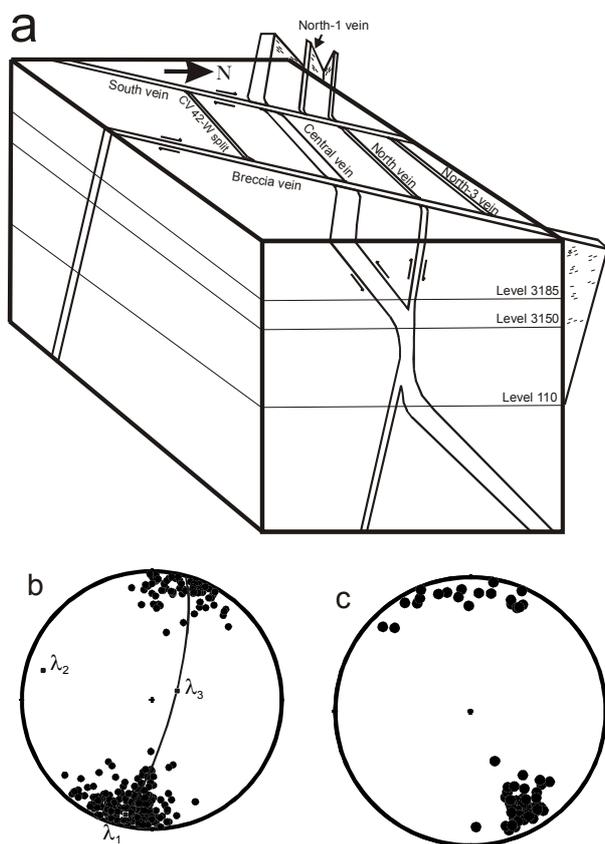 a
North-1 vein
N
South vein
CV 42-W split
Central vein
North vein
North-3 vein
Breccia vein
Level 3185
Level 3150
Level 110
b
c
λ2
λ3
λ1